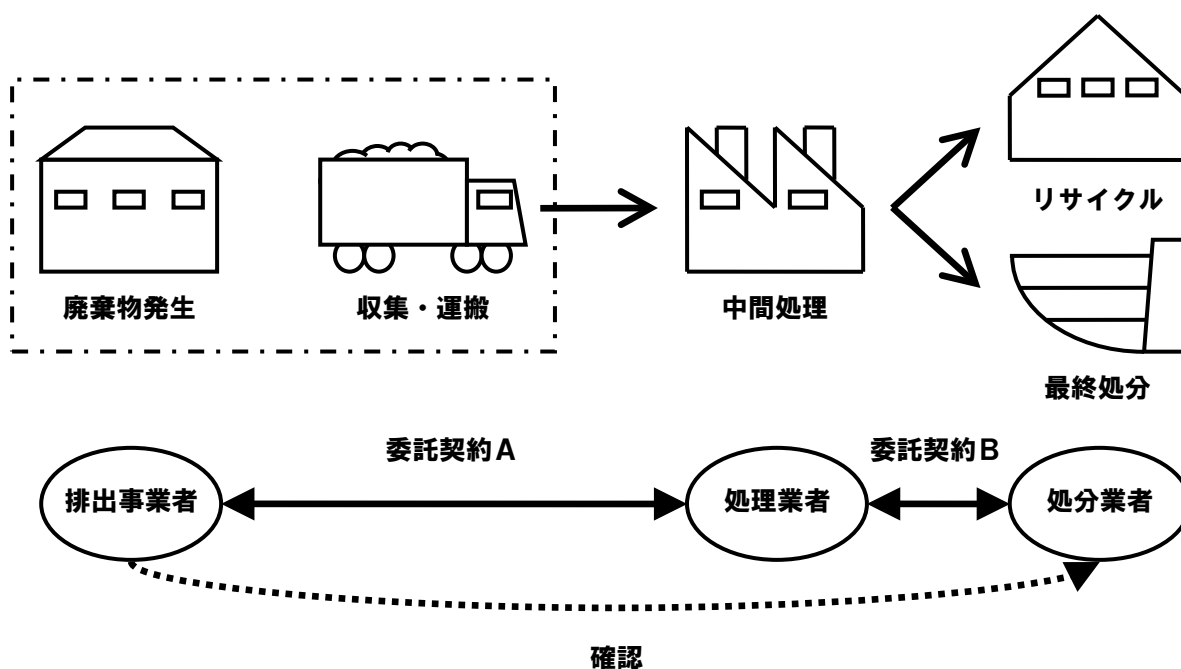 リサイクル
廃棄物発生
収集・運搬
中間処理
最終処分
委託契約A
委託契約B
排出事業者
処理業者
処分業者
確認